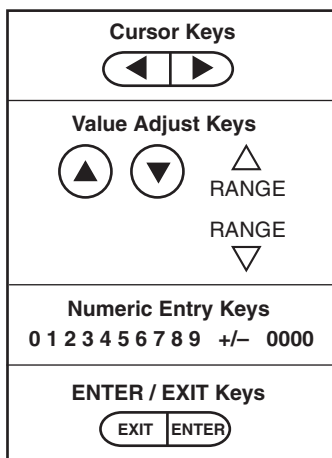 Cursor Keys
Value Adjust Keys
RANGE
RANGE
Numeric Entry Keys
0 1 2 3 4 5 6 7 8 9 +/– 0000
ENTER / EXIT Keys
EXIT ENTER